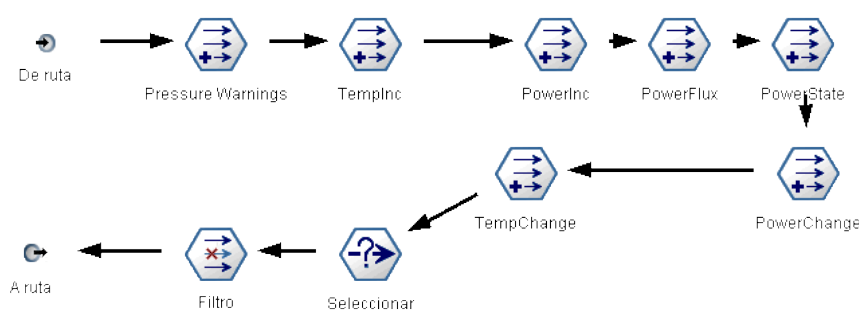 De ruta
Pressure Warnings
TempInc
PowerInc
PowerFlux
PowerState
TempChange
PowerChange
A ruta
Filtro
Seleccionar